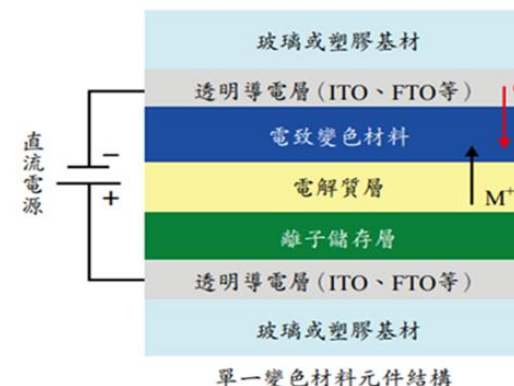 玻璃或塑膠基材
透明導電層(ITO、FTO等)
電致變色材料
直流電源
−
+
電解質層
M⁺
離子儲存層
透明導電層(ITO、FTO等)
玻璃或塑膠基材
單一變色材料元件結構